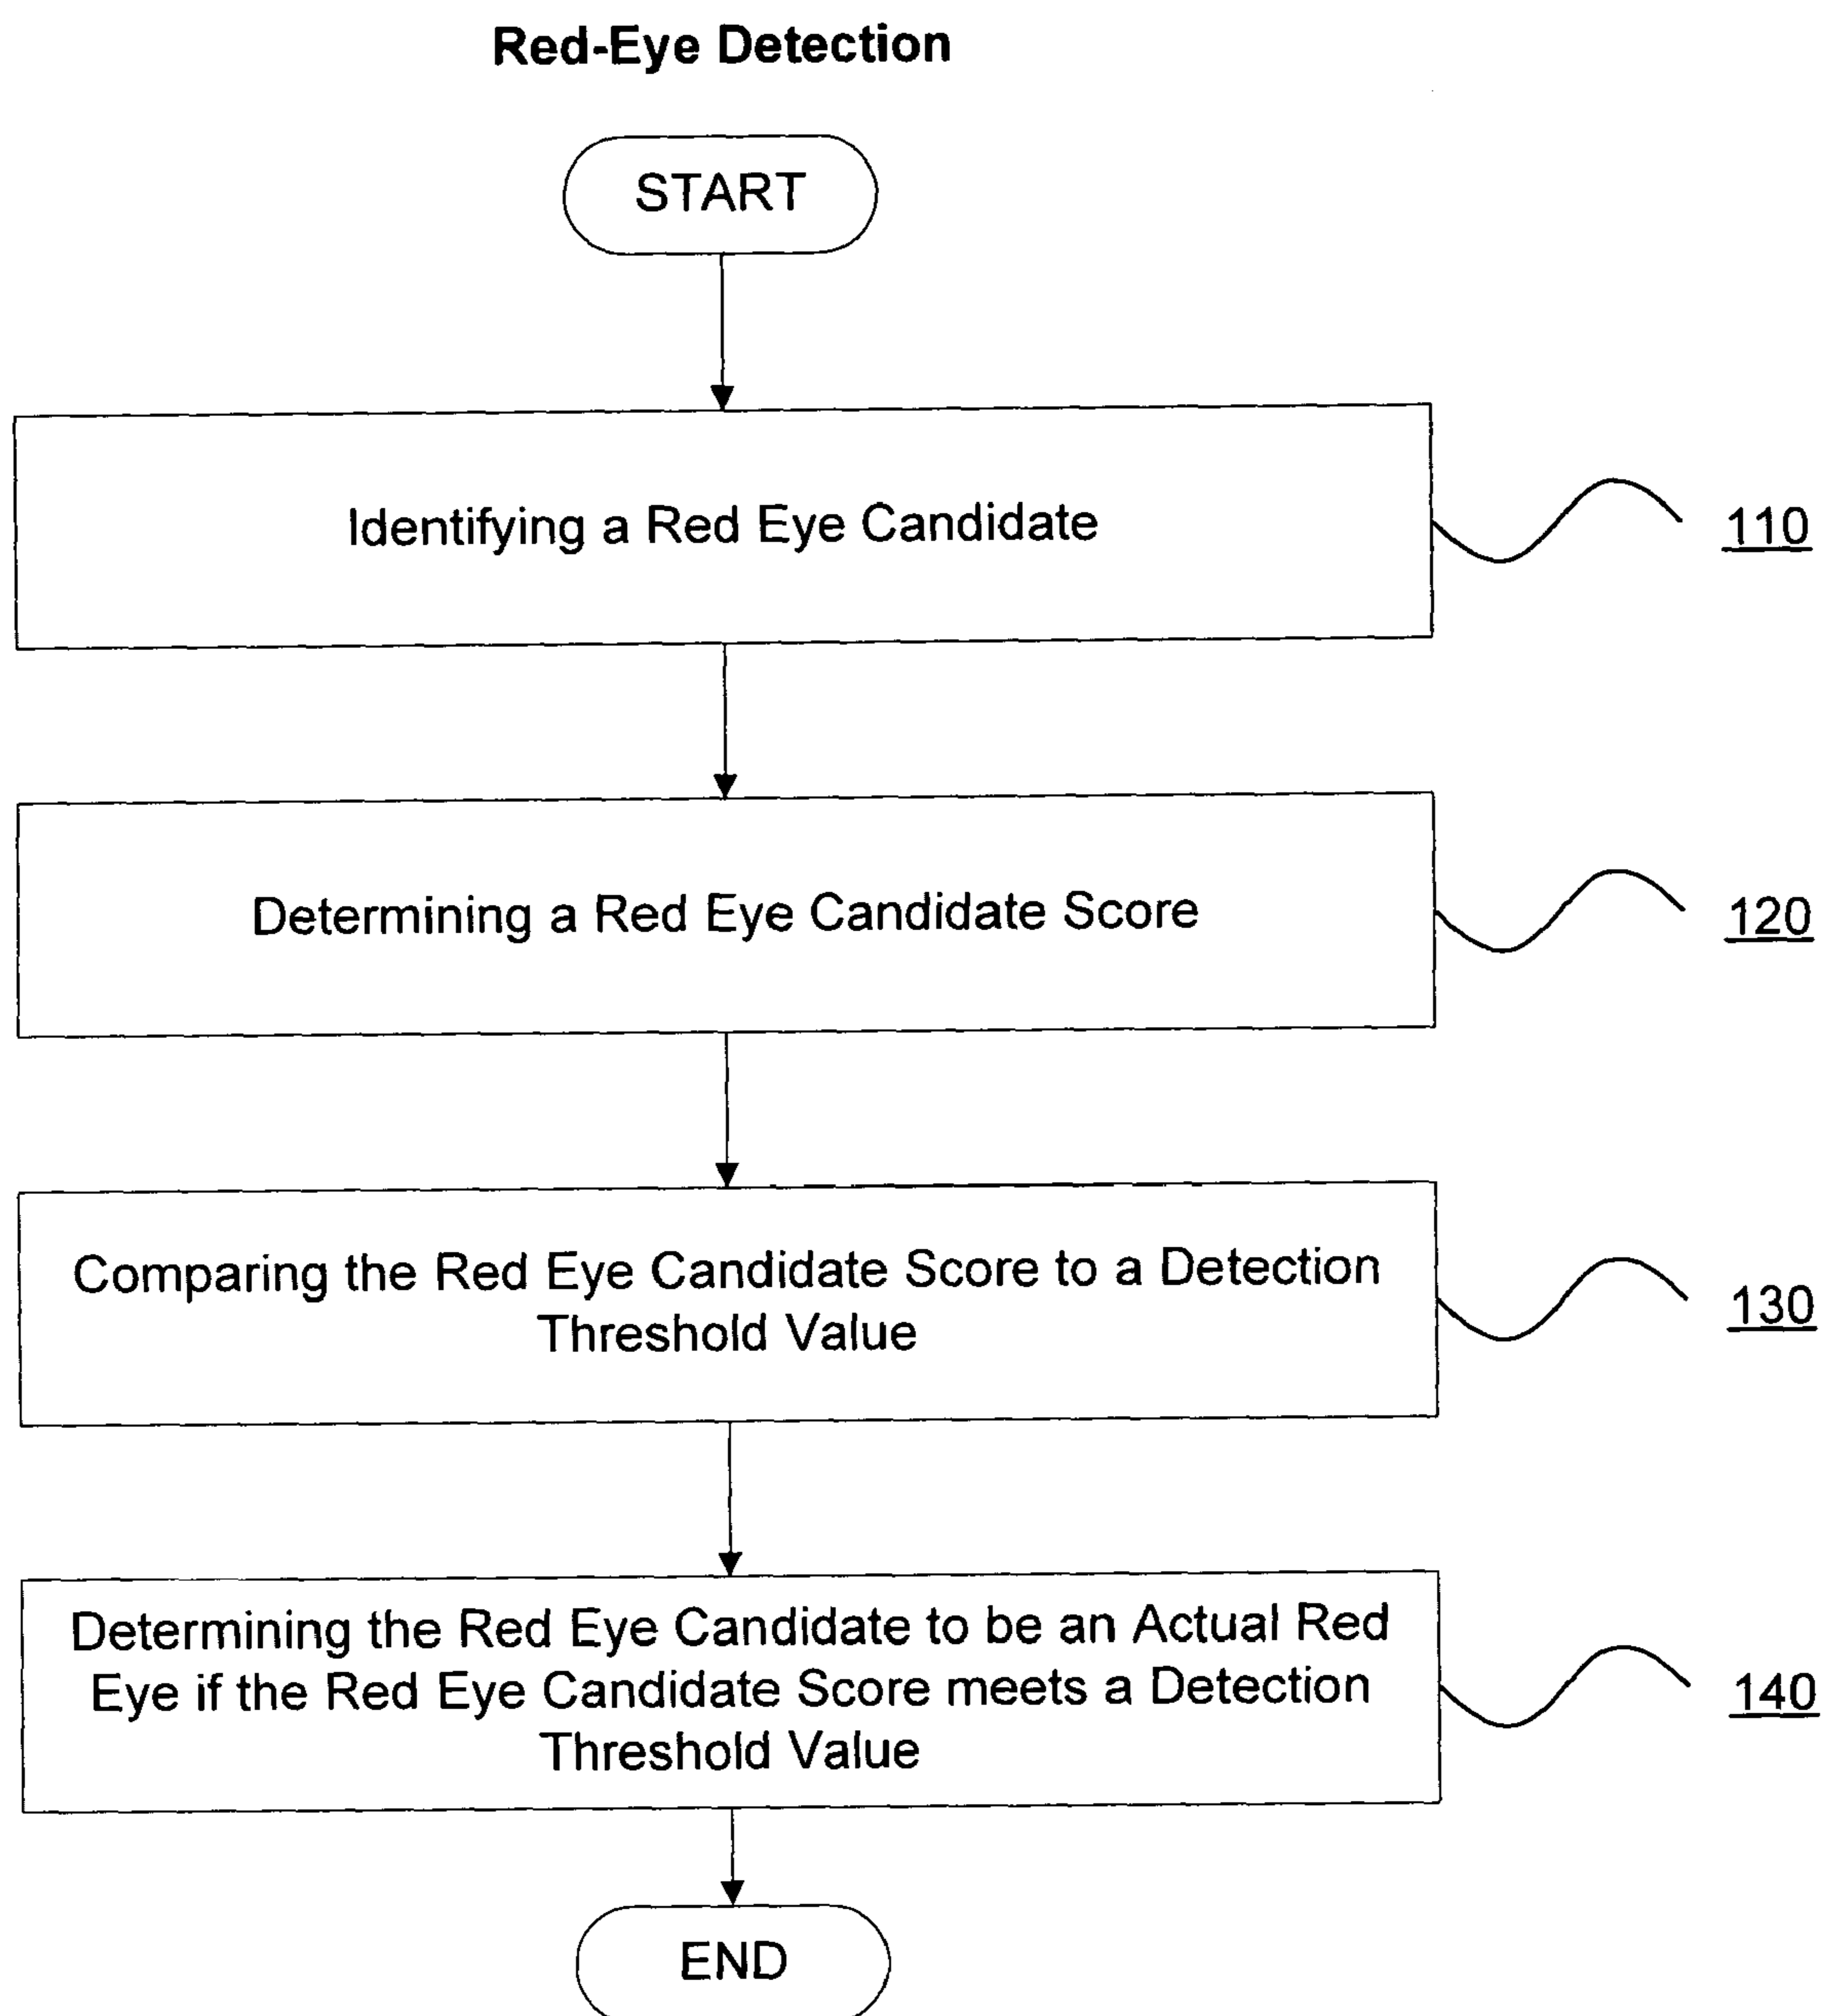 Red-Eye Detection
START
Identifying a Red Eye Candidate
110
Determining a Red Eye Candidate Score
120
Comparing the Red Eye Candidate Score to a Detection
Threshold Value
130
Determining the Red Eye Candidate to be an Actual Red
Eye if the Red Eye Candidate Score meets a Detection
Threshold Value
140
END